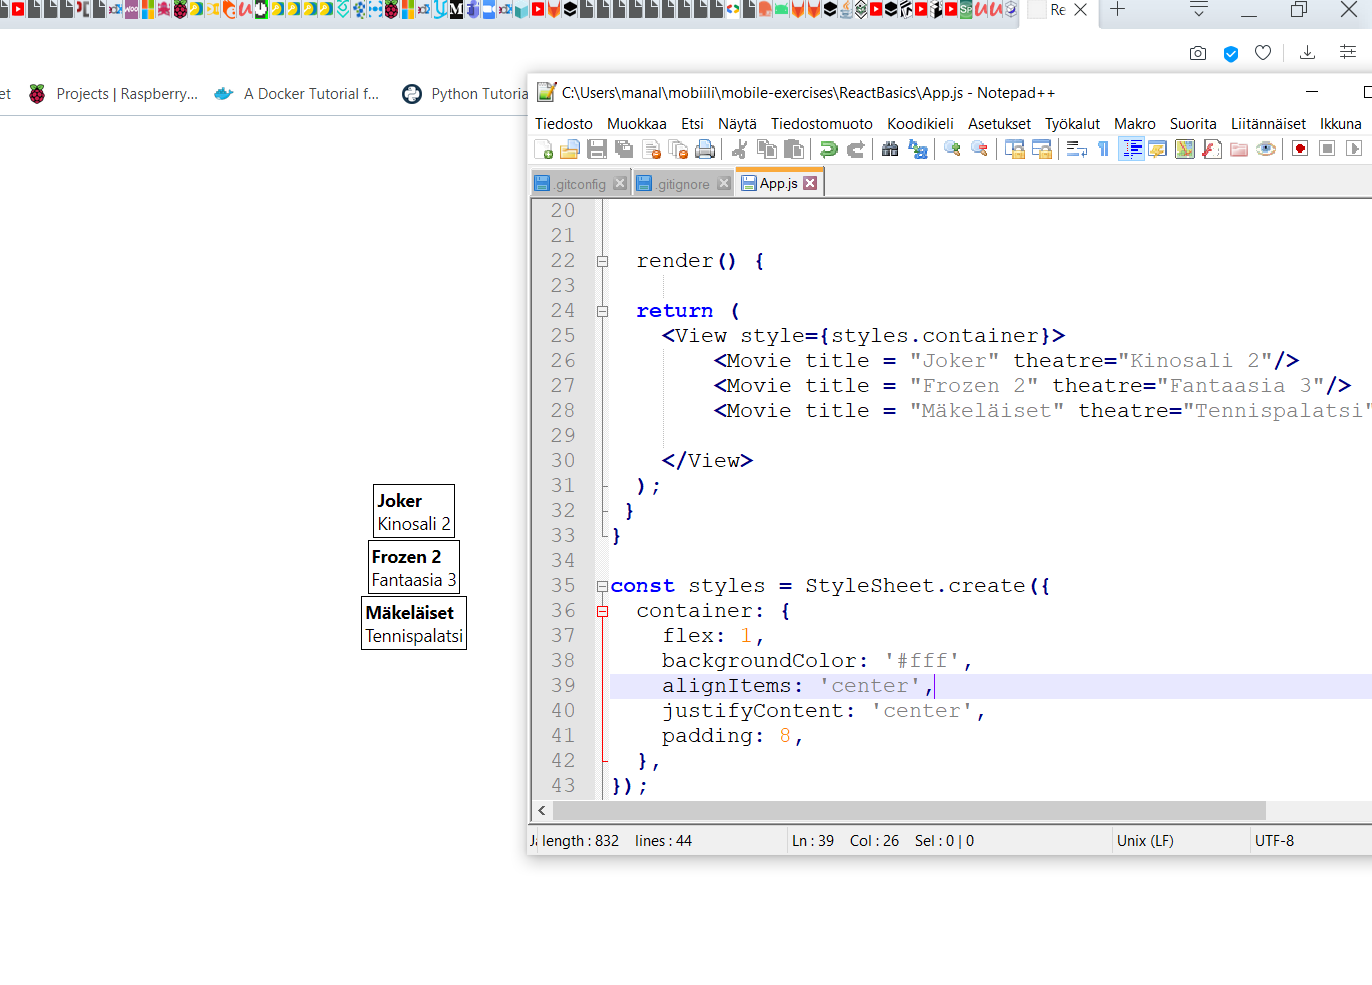 Re
et Projects | Raspberry... A Docker Tutorial f... Python Tutoria
C:\Users\manal\mobiili\mobile-exercises\ReactBasics\App.js - Notepad++
Tiedosto Muokkaa Etsi Näytä Tiedostomuoto Koodikieli Asetukset Työkalut Makro Suorita Liitännäiset Ikkuna
.gitconfig .gitignore App.js
20
21
22 render() {
23
24 return (
25 <View style={styles.container}>
26 <Movie title = "Joker" theatre="Kinosali 2"/>
27 <Movie title = "Frozen 2" theatre="Fantaasia 3"/>
28 <Movie title = "Mäkeläiset" theatre="Tennispalatsi"
29
30 </View>
31 );
32 }
33 }
34
35 const styles = StyleSheet.create({
36 container: {
37 flex: 1,
38 backgroundColor: '#fff',
39 alignItems: 'center',
40 justifyContent: 'center',
41 padding: 8,
42 },
43 });
Joker
Kinosali 2
Frozen 2
Fantaasia 3
Mäkeläiset
Tennispalatsi
length : 832 lines : 44 Ln : 39 Col : 26 Sel : 0 | 0 Unix (LF) UTF-8